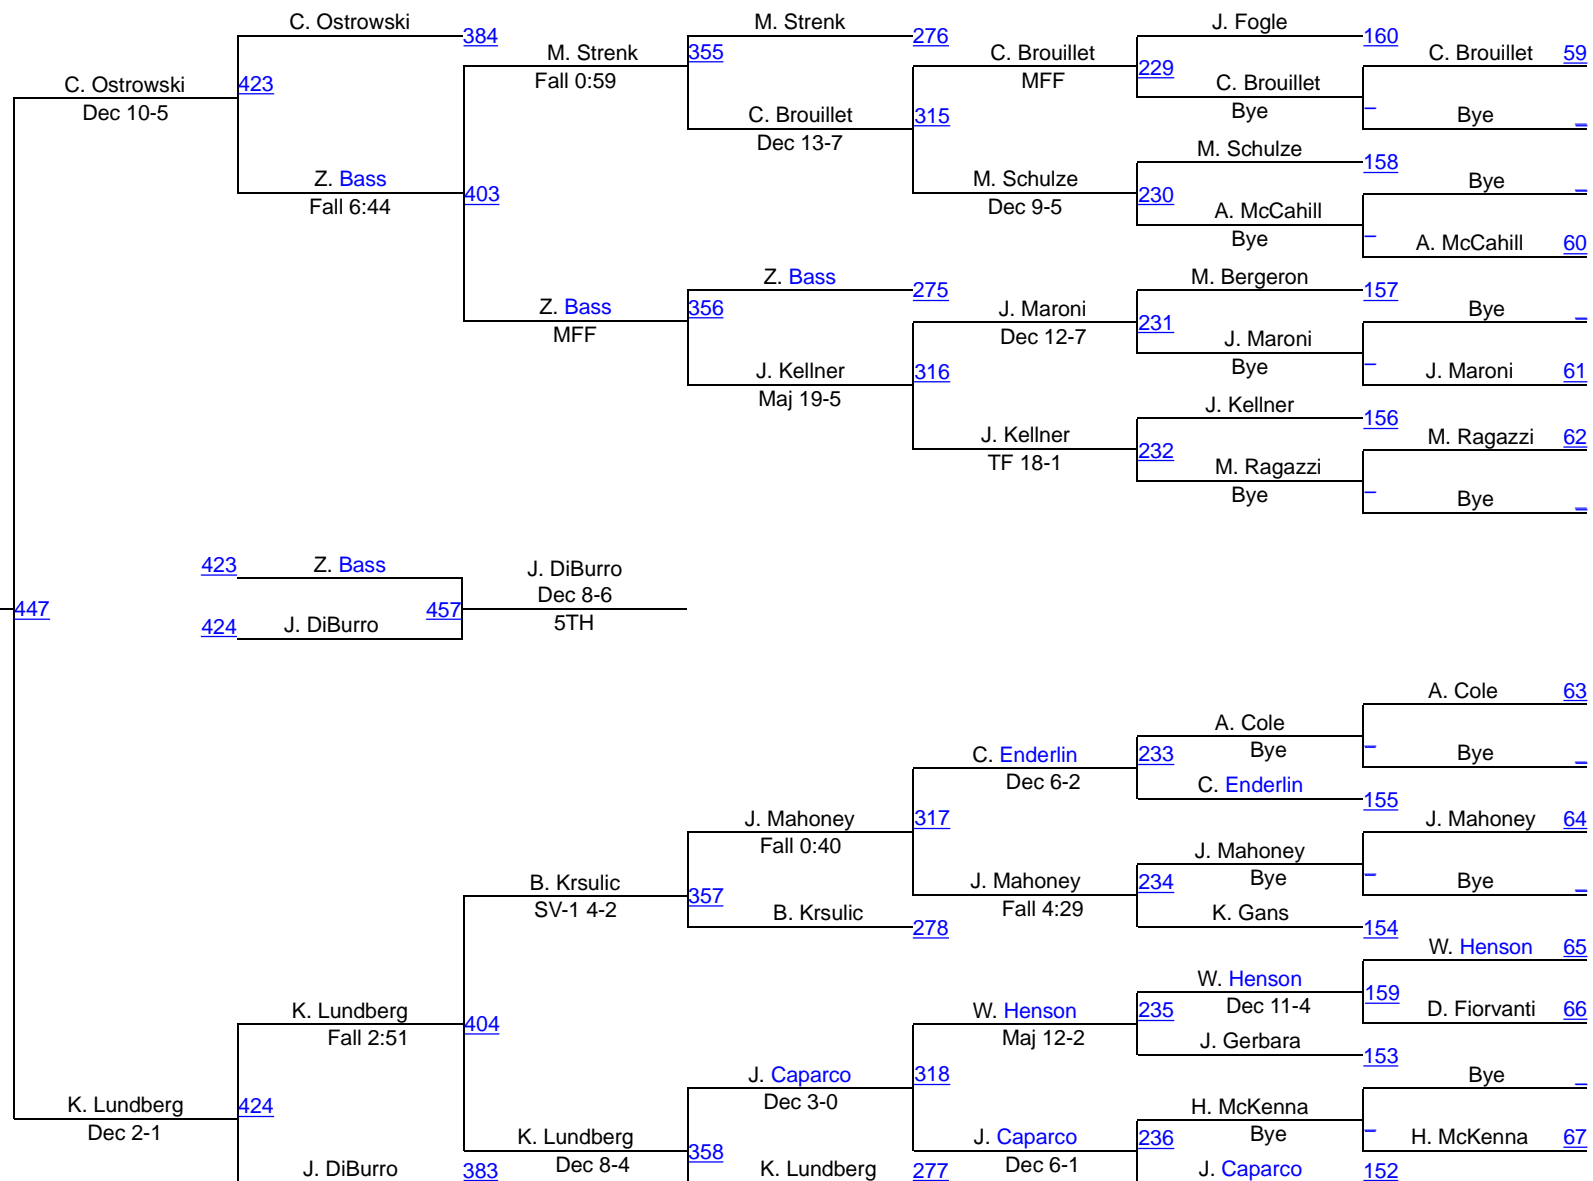 C. Ostrowski
384
M. Strenk
276
J. Fogle
160
C. Brouillet 59
M. Strenk
355
C. Brouillet
229
Fall 0:59
MFF
C. Ostrowski
423
C. Brouillet
Dec 10-5
Bye
C. Brouillet
315
–
Bye _
Dec 13-7
M. Schulze
158
Z. Bass
403
M. Schulze
230
Bye _
Fall 6:44
Dec 9-5
A. McCahill
Bye
–
A. McCahill 60
Z. Bass
275
M. Bergeron
157
Z. Bass
356
J. Maroni
231
Bye _
MFF
Dec 12-7
J. Maroni
Bye
J. Kellner
316
–
J. Maroni 61
Maj 19-5
J. Kellner
156
J. Kellner
232
M. Ragazzi 62
TF 18-1
M. Ragazzi
Bye
–
Bye _
423
Z. Bass
J. DiBurro
Dec 8-6
447
457
5TH
424
J. DiBurro
A. Cole 63
A. Cole
Bye
C. Enderlin
233
–
Bye _
Dec 6-2
C. Enderlin
155
J. Mahoney
317
J. Mahoney 64
Fall 0:40
J. Mahoney
Bye
B. Krsulic
357
J. Mahoney
234
–
Bye _
SV-1 4-2
Fall 4:29
B. Krsulic
278
K. Gans
154
W. Henson 65
W. Henson
159
Dec 11-4
K. Lundberg
404
W. Henson
235
D. Fiorvanti 66
Fall 2:51
Maj 12-2
J. Gerbara
153
J. Caparco
318
Bye _
Dec 3-0
K. Lundberg
424
H. McKenna
Dec 2-1
Bye
K. Lundberg
358
J. Caparco
236
–
H. McKenna 67
Dec 8-4
Dec 6-1
J. DiBurro
383
K. Lundberg
277
J. Caparco
152